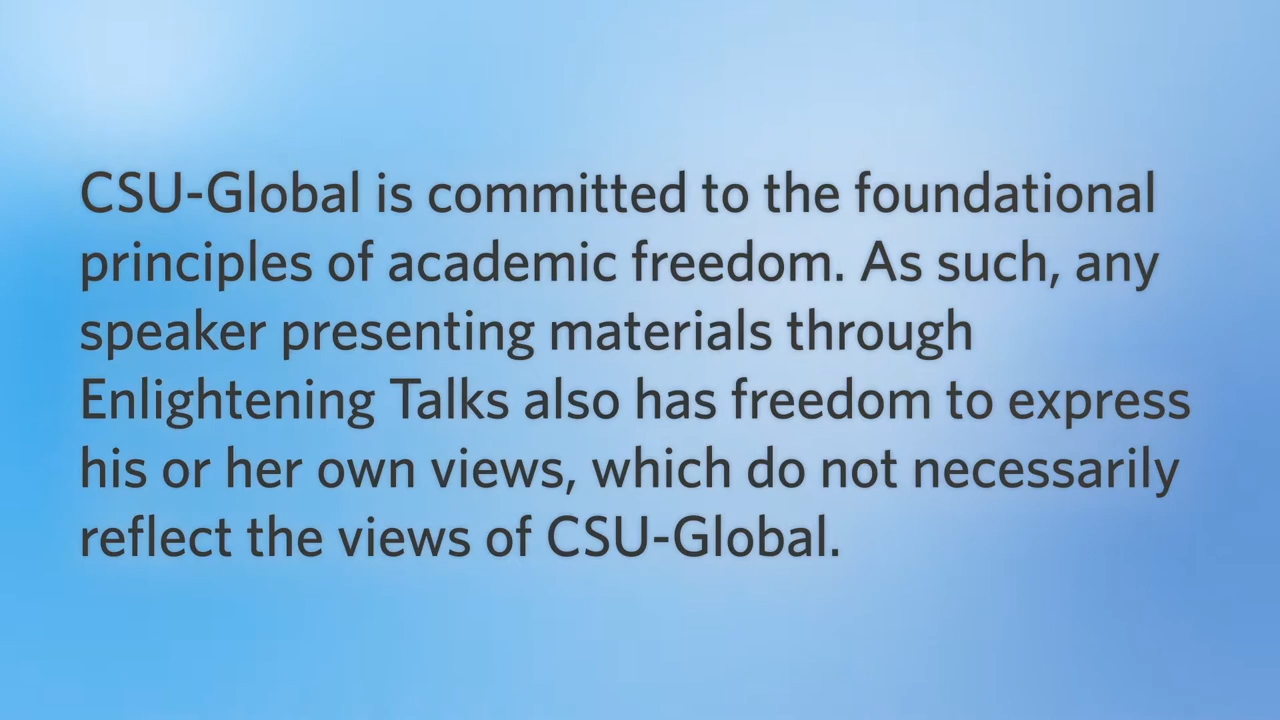 CSU-Global is committed to the foundational
principles of academic freedom. As such, any
speaker presenting materials through
Enlightening Talks also has freedom to express
his or her own views, which do not necessarily
reflect the views of CSU-Global.